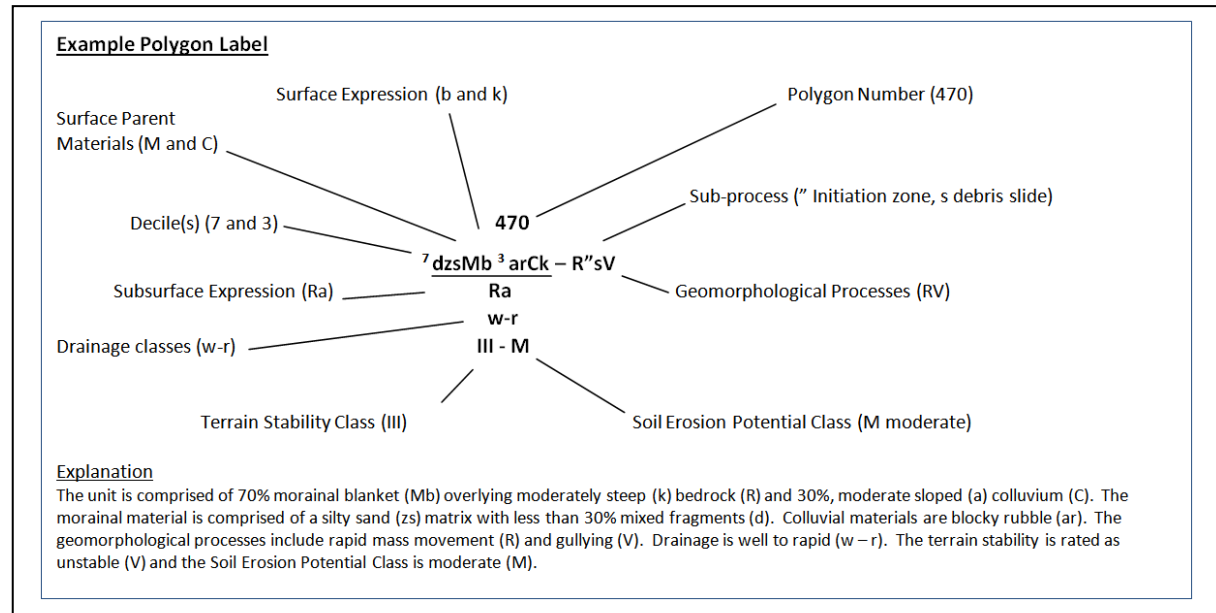 Example Polygon Label
Surface Expression (b and k)
Polygon Number (470)
Surface Parent
Materials (M and C)
Sub-process (” Initiation zone, s debris slide)
Decile(s) (7 and 3)
470
⁷ dzsMb ³ arCk – R”sV
Subsurface Expression (Ra)
Ra
Geomorphological Processes (RV)
w-r
Drainage classes (w-r)
III - M
Terrain Stability Class (III)
Soil Erosion Potential Class (M moderate)
Explanation
The unit is comprised of 70% morainal blanket (Mb) overlying moderately steep (k) bedrock (R) and 30%, moderate sloped (a) colluvium (C). The
morainal material is comprised of a silty sand (zs) matrix with less than 30% mixed fragments (d). Colluvial materials are blocky rubble (ar). The
geomorphological processes include rapid mass movement (R) and gullying (V). Drainage is well to rapid (w – r). The terrain stability is rated as
unstable (V) and the Soil Erosion Potential Class is moderate (M).